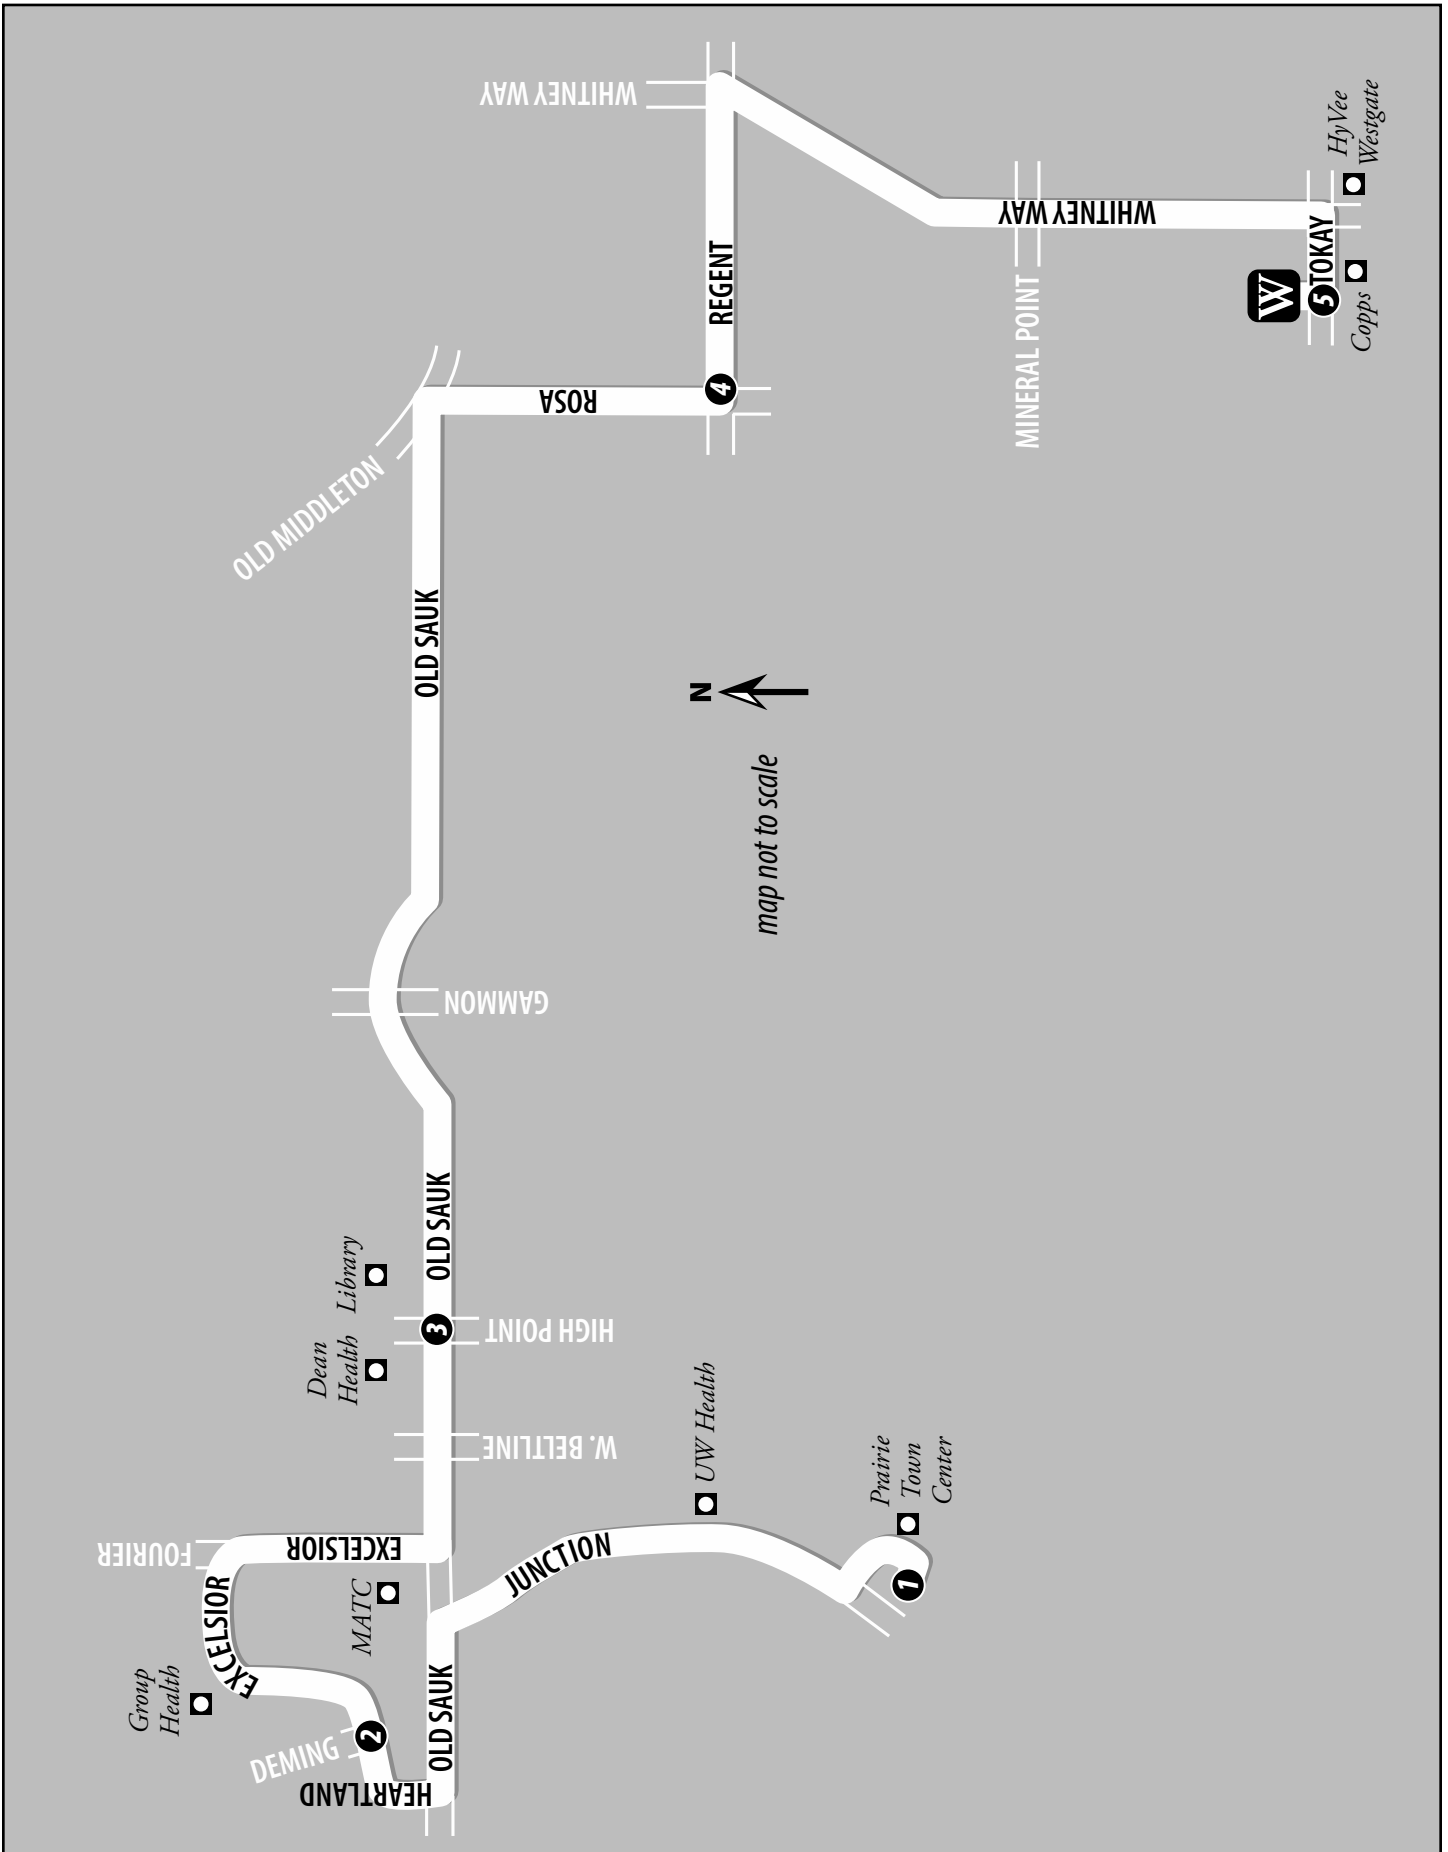 WHITNEY WAY
HyVee
Westgate
WHITNEY WAY
TOKAY
W
5
Copps
REGENT
MINERAL POINT
4
ROSA
OLD MIDDLETON
OLD SAUK
N
map not to scale
GAMMON
OLD SAUK
Library
Dean
Health
3
HIGH POINT
W. BELTLINE
UW Health
Prairie
Town
Center
1
JUNCTION
FOURIER
EXCELSIOR
EXCELSIOR
MATC
Group
Health
EXCELSIOR
DEMING
2
OLD SAUK
HEARTLAND